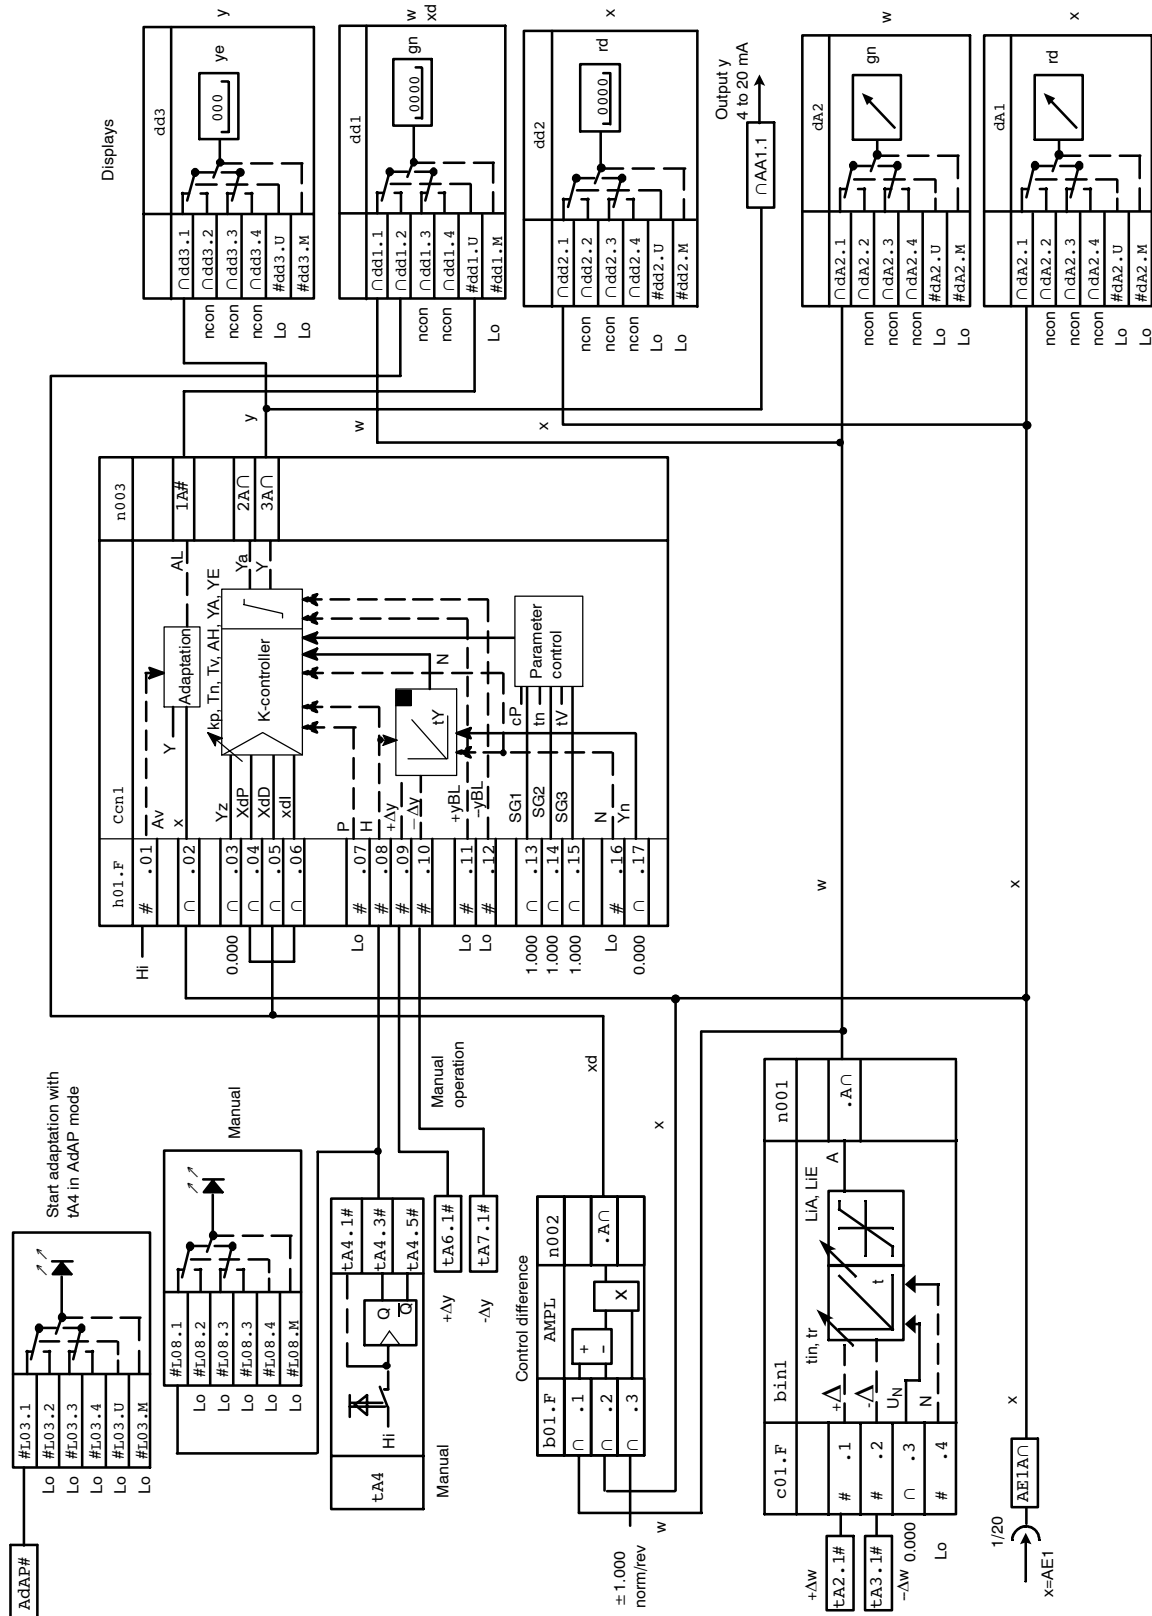 AdAP#
#L03.1
#L03.2
#L03.3
#L03.4
#L03.U
#L03.M
Lo
Lo
Lo
Lo
Lo
Start adaptation with
tA4 in AdAP mode
Manual
#L08.1
#L08.2
#L08.3
#L08.3
#L08.4
#L08.M
Lo
Lo
Lo
Lo
Lo
tA4
Manual
Hi
Q
Q
tA4.1#
tA4.3#
tA4.5#
+Δy
tA6.1#
-Δy
tA7.1#
Manual
operation
Control difference
b01.F
AMPL
n002
∩ .1
∩ .2
∩ .3
+
-
X
.A∩
± 1.000
norm/rev
w
xd
x
c01.F
bin1
n001
# .1
# .2
∩ .3
# .4
+Δw
tA2.1#
tA3.1#
-Δw
0.000
Lo
+Δ
-Δ
UN
N
tin, tr
LiA, LiE
t
A
.A∩
x=AE1
1/20
AE1A∩
x
x
w
h01.F
Ccn1
n003
# .01
∩ .02
∩ .03
∩ .04
∩ .05
∩ .06
# .07
# .08
# .09
# .10
# .11
# .12
∩ .13
∩ .14
∩ .15
# .16
∩ .17
Hi
0.000
Lo
Lo
Lo
1.000
1.000
1.000
Lo
0.000
Av
x
Y
Yz
XdP
XdD
xdI
P
H
+Δy
-Δy
+yBL
-yBL
SG1
SG2
SG3
N
Yn
Adaptation
AL
kp, Tn, Tv, AH, YA, YE
K-controller
Ya
Y
tY
N
cP
tn
tV
Parameter
control
1A#
2A∩
3A∩
y
w
x
Displays
dd3
∩dd3.1
∩dd3.2
∩dd3.3
∩dd3.4
#dd3.U
#dd3.M
ncon
ncon
ncon
Lo
Lo
000
ye
y
dd1
∩dd1.1
∩dd1.2
∩dd1.3
∩dd1.4
#dd1.U
#dd1.M
ncon
ncon
Lo
0000
gn
w
xd
dd2
∩dd2.1
∩dd2.2
∩dd2.3
∩dd2.4
#dd2.U
#dd2.M
ncon
ncon
ncon
Lo
Lo
0000
rd
x
∩AA1.1
Output y
4 to 20 mA
dA2
∩dA2.1
∩dA2.2
∩dA2.3
∩dA2.4
#dA2.U
#dA2.M
ncon
ncon
ncon
Lo
Lo
gn
w
dA1
∩dA2.1
∩dA2.2
∩dA2.3
∩dA2.4
#dA2.U
#dA2.M
ncon
ncon
ncon
Lo
Lo
rd
x